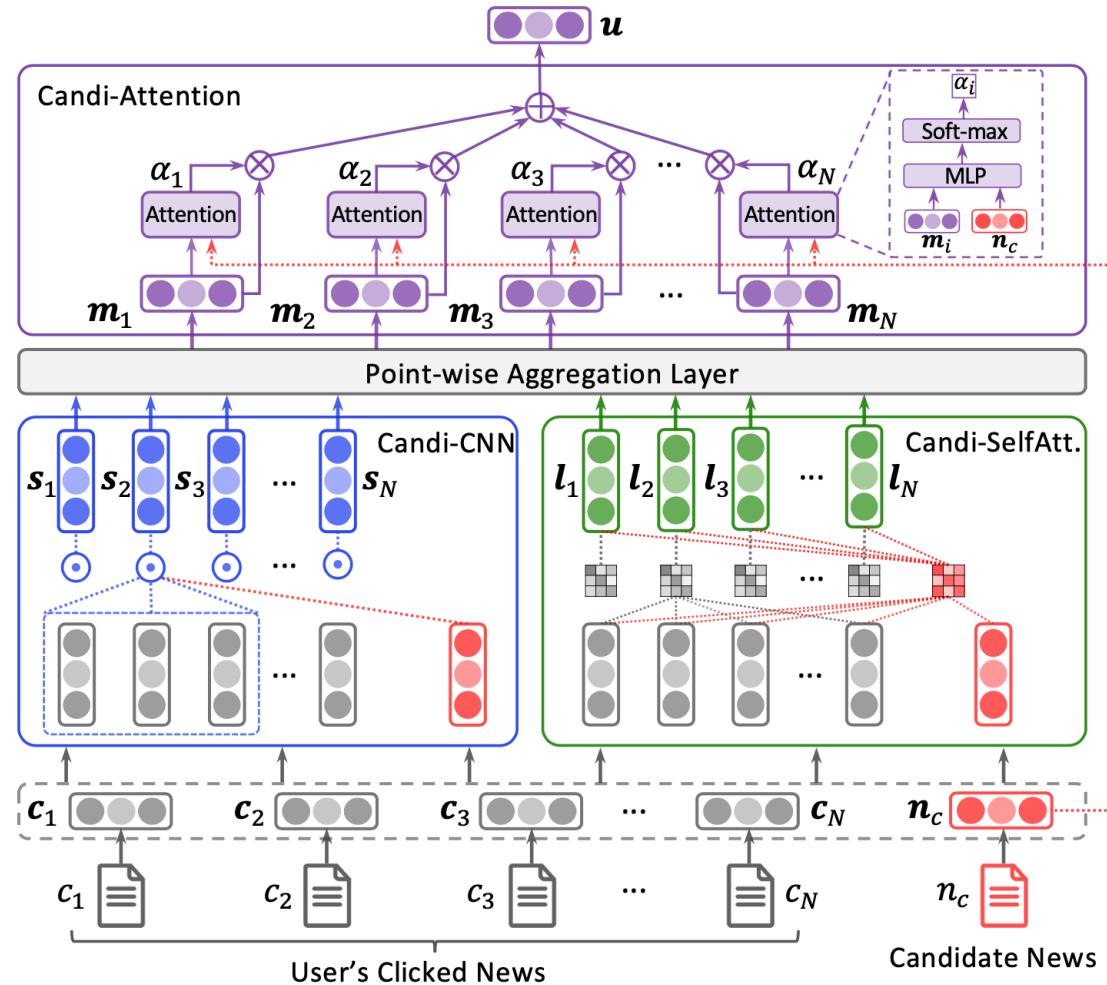 u
Candi-Attention
α_i
Soft-max
MLP
m_i n_c
α_1 α_2 α_3 ... α_N
Attention Attention Attention Attention
m_1 m_2 m_3 ... m_N
Point-wise Aggregation Layer
Candi-CNN Candi-SelfAtt.
s_1 s_2 s_3 ... s_N l_1 l_2 l_3 ... l_N
... ...
... ...
c_1 c_2 c_3 ... c_N n_c
c_1 c_2 c_3 ... c_N n_c
User's Clicked News Candidate News